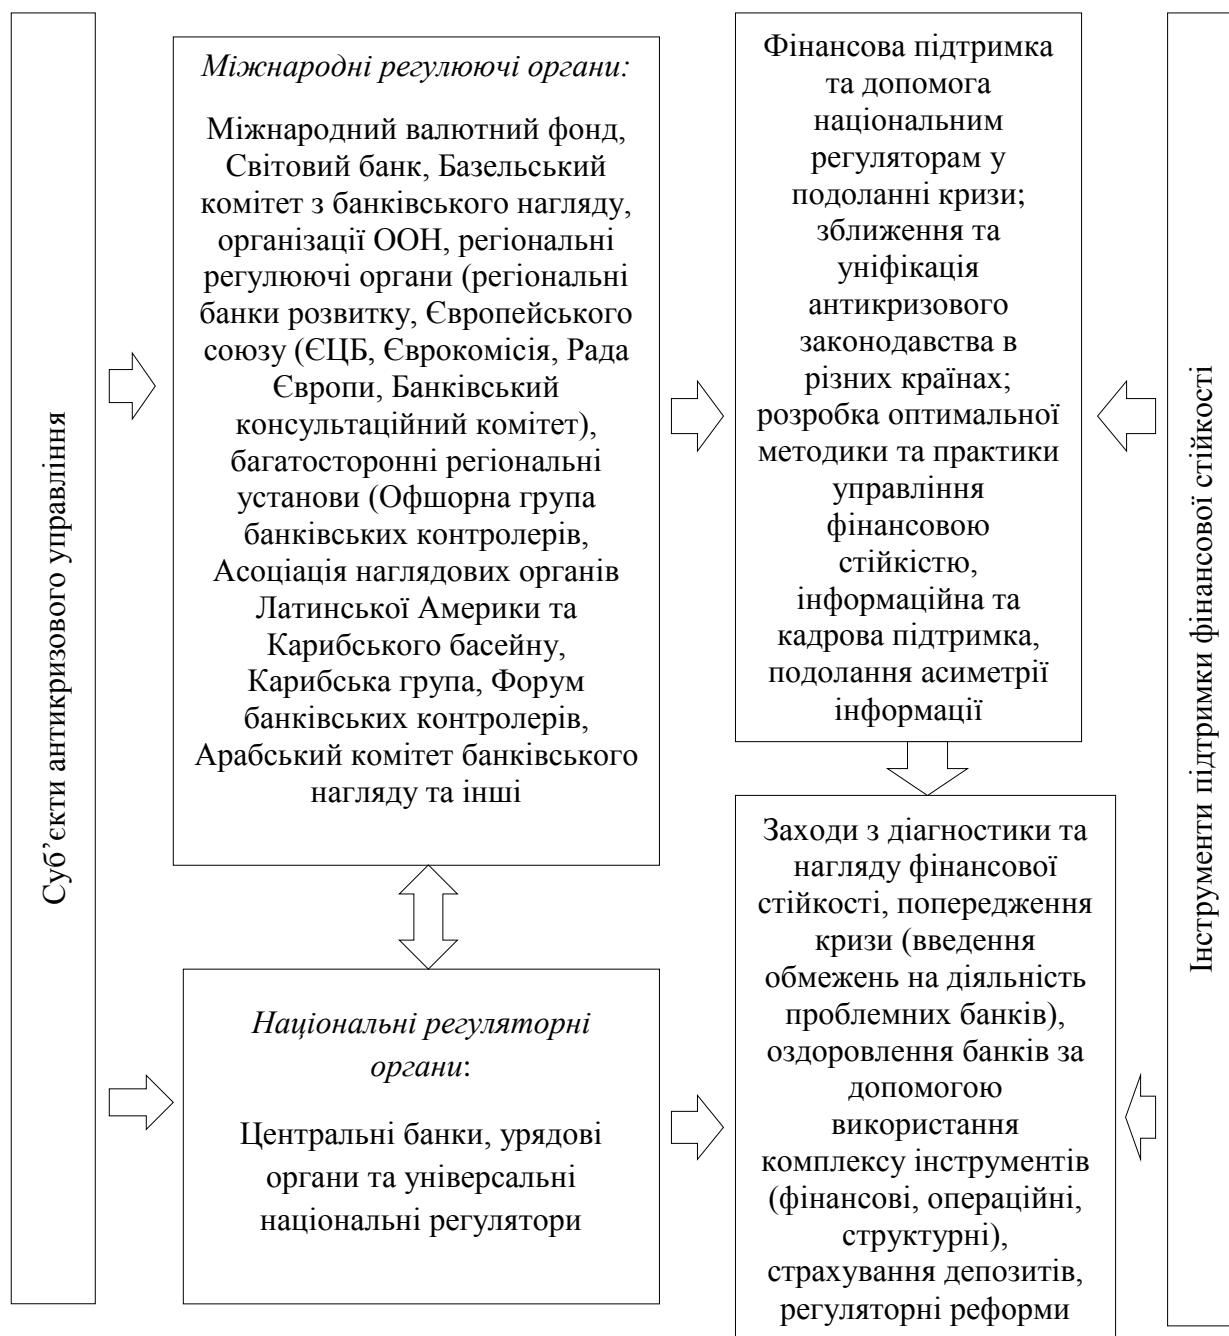 Суб’єкти антикризового управління
Міжнародні регулюючі органи:
Міжнародний валютний фонд,
Світовий банк, Базельський
комітет з банківського нагляду,
організації ООН, регіональні
регулюючі органи (регіональні
банки розвитку, Європейського
союзу (ЄЦБ, Єврокомісія, Рада
Європи, Банківський
консультаційний комітет),
багатосторонні регіональні
установи (Офшорна група
банківських контролерів,
Асоціація наглядових органів
Латинської Америки та
Карибського басейну,
Карибська група, Форум
банківських контролерів,
Арабський комітет банківського
нагляду та інші
Національні регуляторні
органи:
Центральні банки, урядові
органи та універсальні
національні регулятори
Фінансова підтримка
та допомога
національним
регуляторам у
подоланні кризи;
зближення та
уніфікація
антикризового
законодавства в
різних країнах;
розробка оптимальної
методики та практики
управління
фінансовою
стійкістю,
інформаційна та
кадрова підтримка,
подолання асиметрії
інформації
Заходи з діагностики та
нагляду фінансової
стійкості, попередження
кризи (введення
обмежень на діяльність
проблемних банків),
оздоровлення банків за
допомогою
використання
комплексу інструментів
(фінансові, операційні,
структурні),
страхування депозитів,
регуляторні реформи
Інструменти підтримки фінансової стійкості